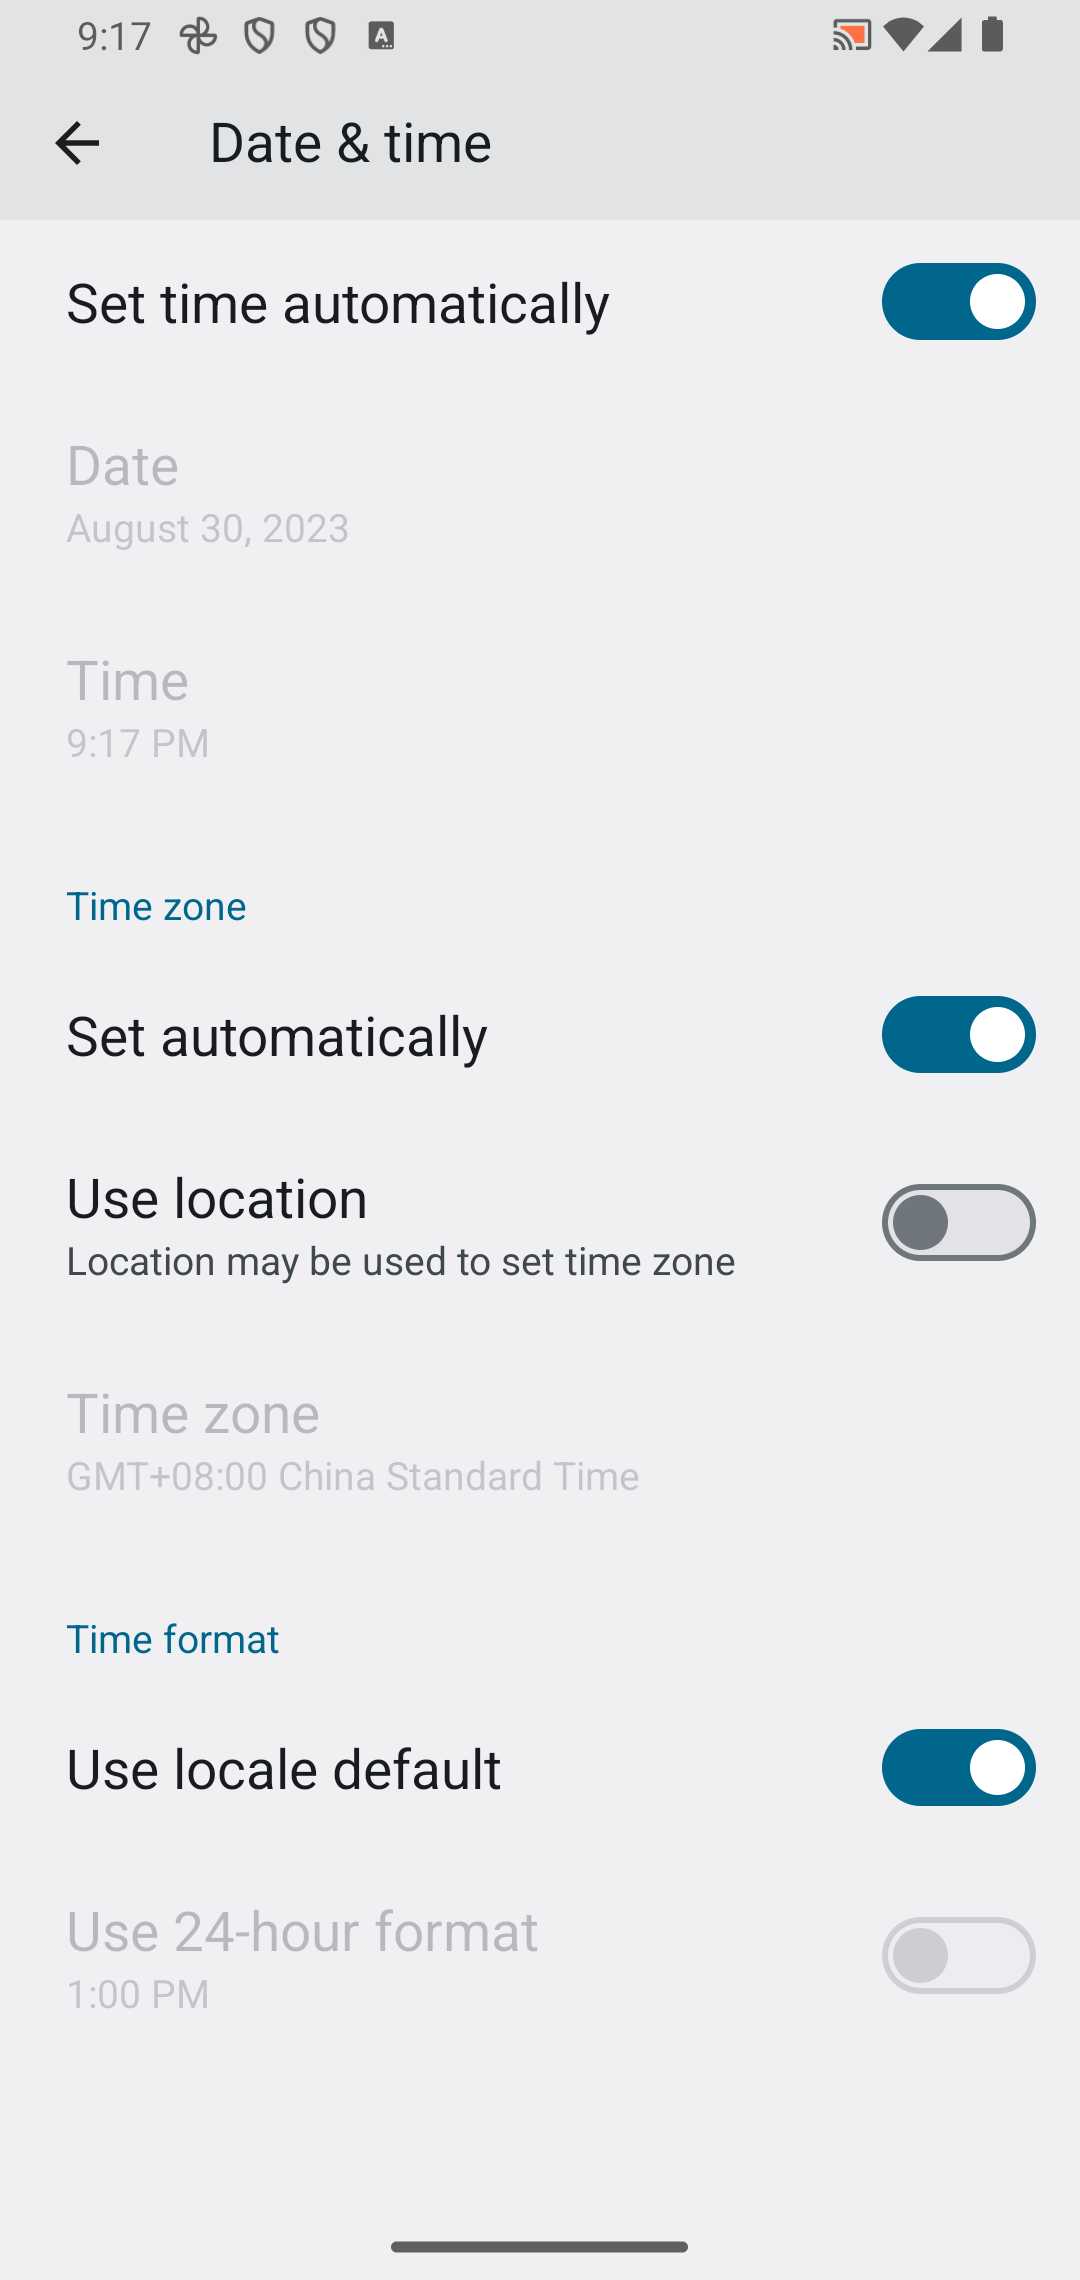 9:17
Date & time
Set time automatically
Date
August 30, 2023
Time
9:17 PM
Time zone
Set automatically
Use location
Location may be used to set time zone
Time zone
GMT+08:00 China Standard Time
Time format
Use locale default
Use 24-hour format
1:00 PM